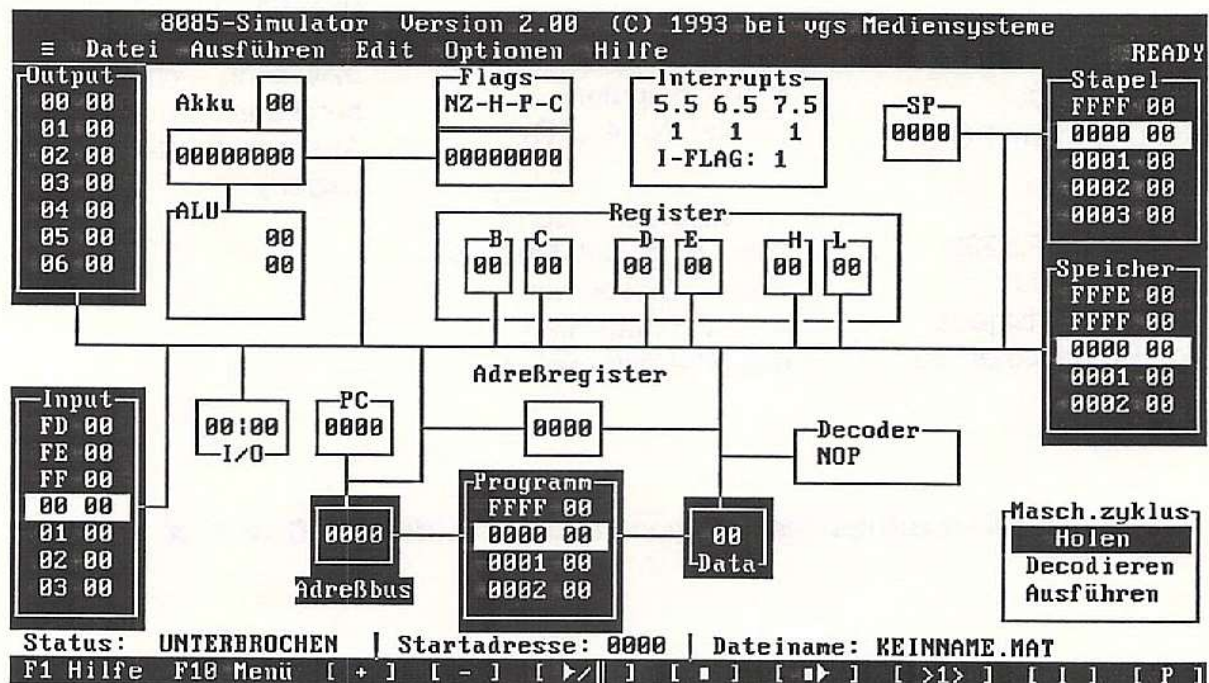 8085-Simulator Version 2.00 (C) 1993 bei vgs Mediensysteme
≡ Datei Ausführen Edit Optionen Hilfe READY
Output
00 00
01 00
02 00
03 00
04 00
05 00
06 00
Akku 00
00000000
ALU
00
00
Flags
NZ-H-P-C
00000000
Interrupts
5.5 6.5 7.5
1 1 1
I-FLAG: 1
SP
0000
Stapel
FFFF 00
0000 00
0001 00
0002 00
0003 00
Register
B C D E H L
00 00 00 00 00 00
Speicher
FFFE 00
FFFF 00
0000 00
0001 00
0002 00
Input
FD 00
FE 00
FF 00
00 00
01 00
02 00
03 00
00:00
I/O
PC
0000
Adreßregister
0000
Decoder
NOP
0000
Adreßbus
Programm
FFFF 00
0000 00
0001 00
0002 00
00
Data
Masch.zyklus
Holen
Decodieren
Ausführen
Status: UNTERBROCHEN | Startadresse: 0000 | Dateiname: KEINNAME.MAT
F1 Hilfe F10 Menü [ + ] [ - ] [ ►/‖ ] [ ■ ] [ ■► ] [ >1> ] [ I ] [ P ]